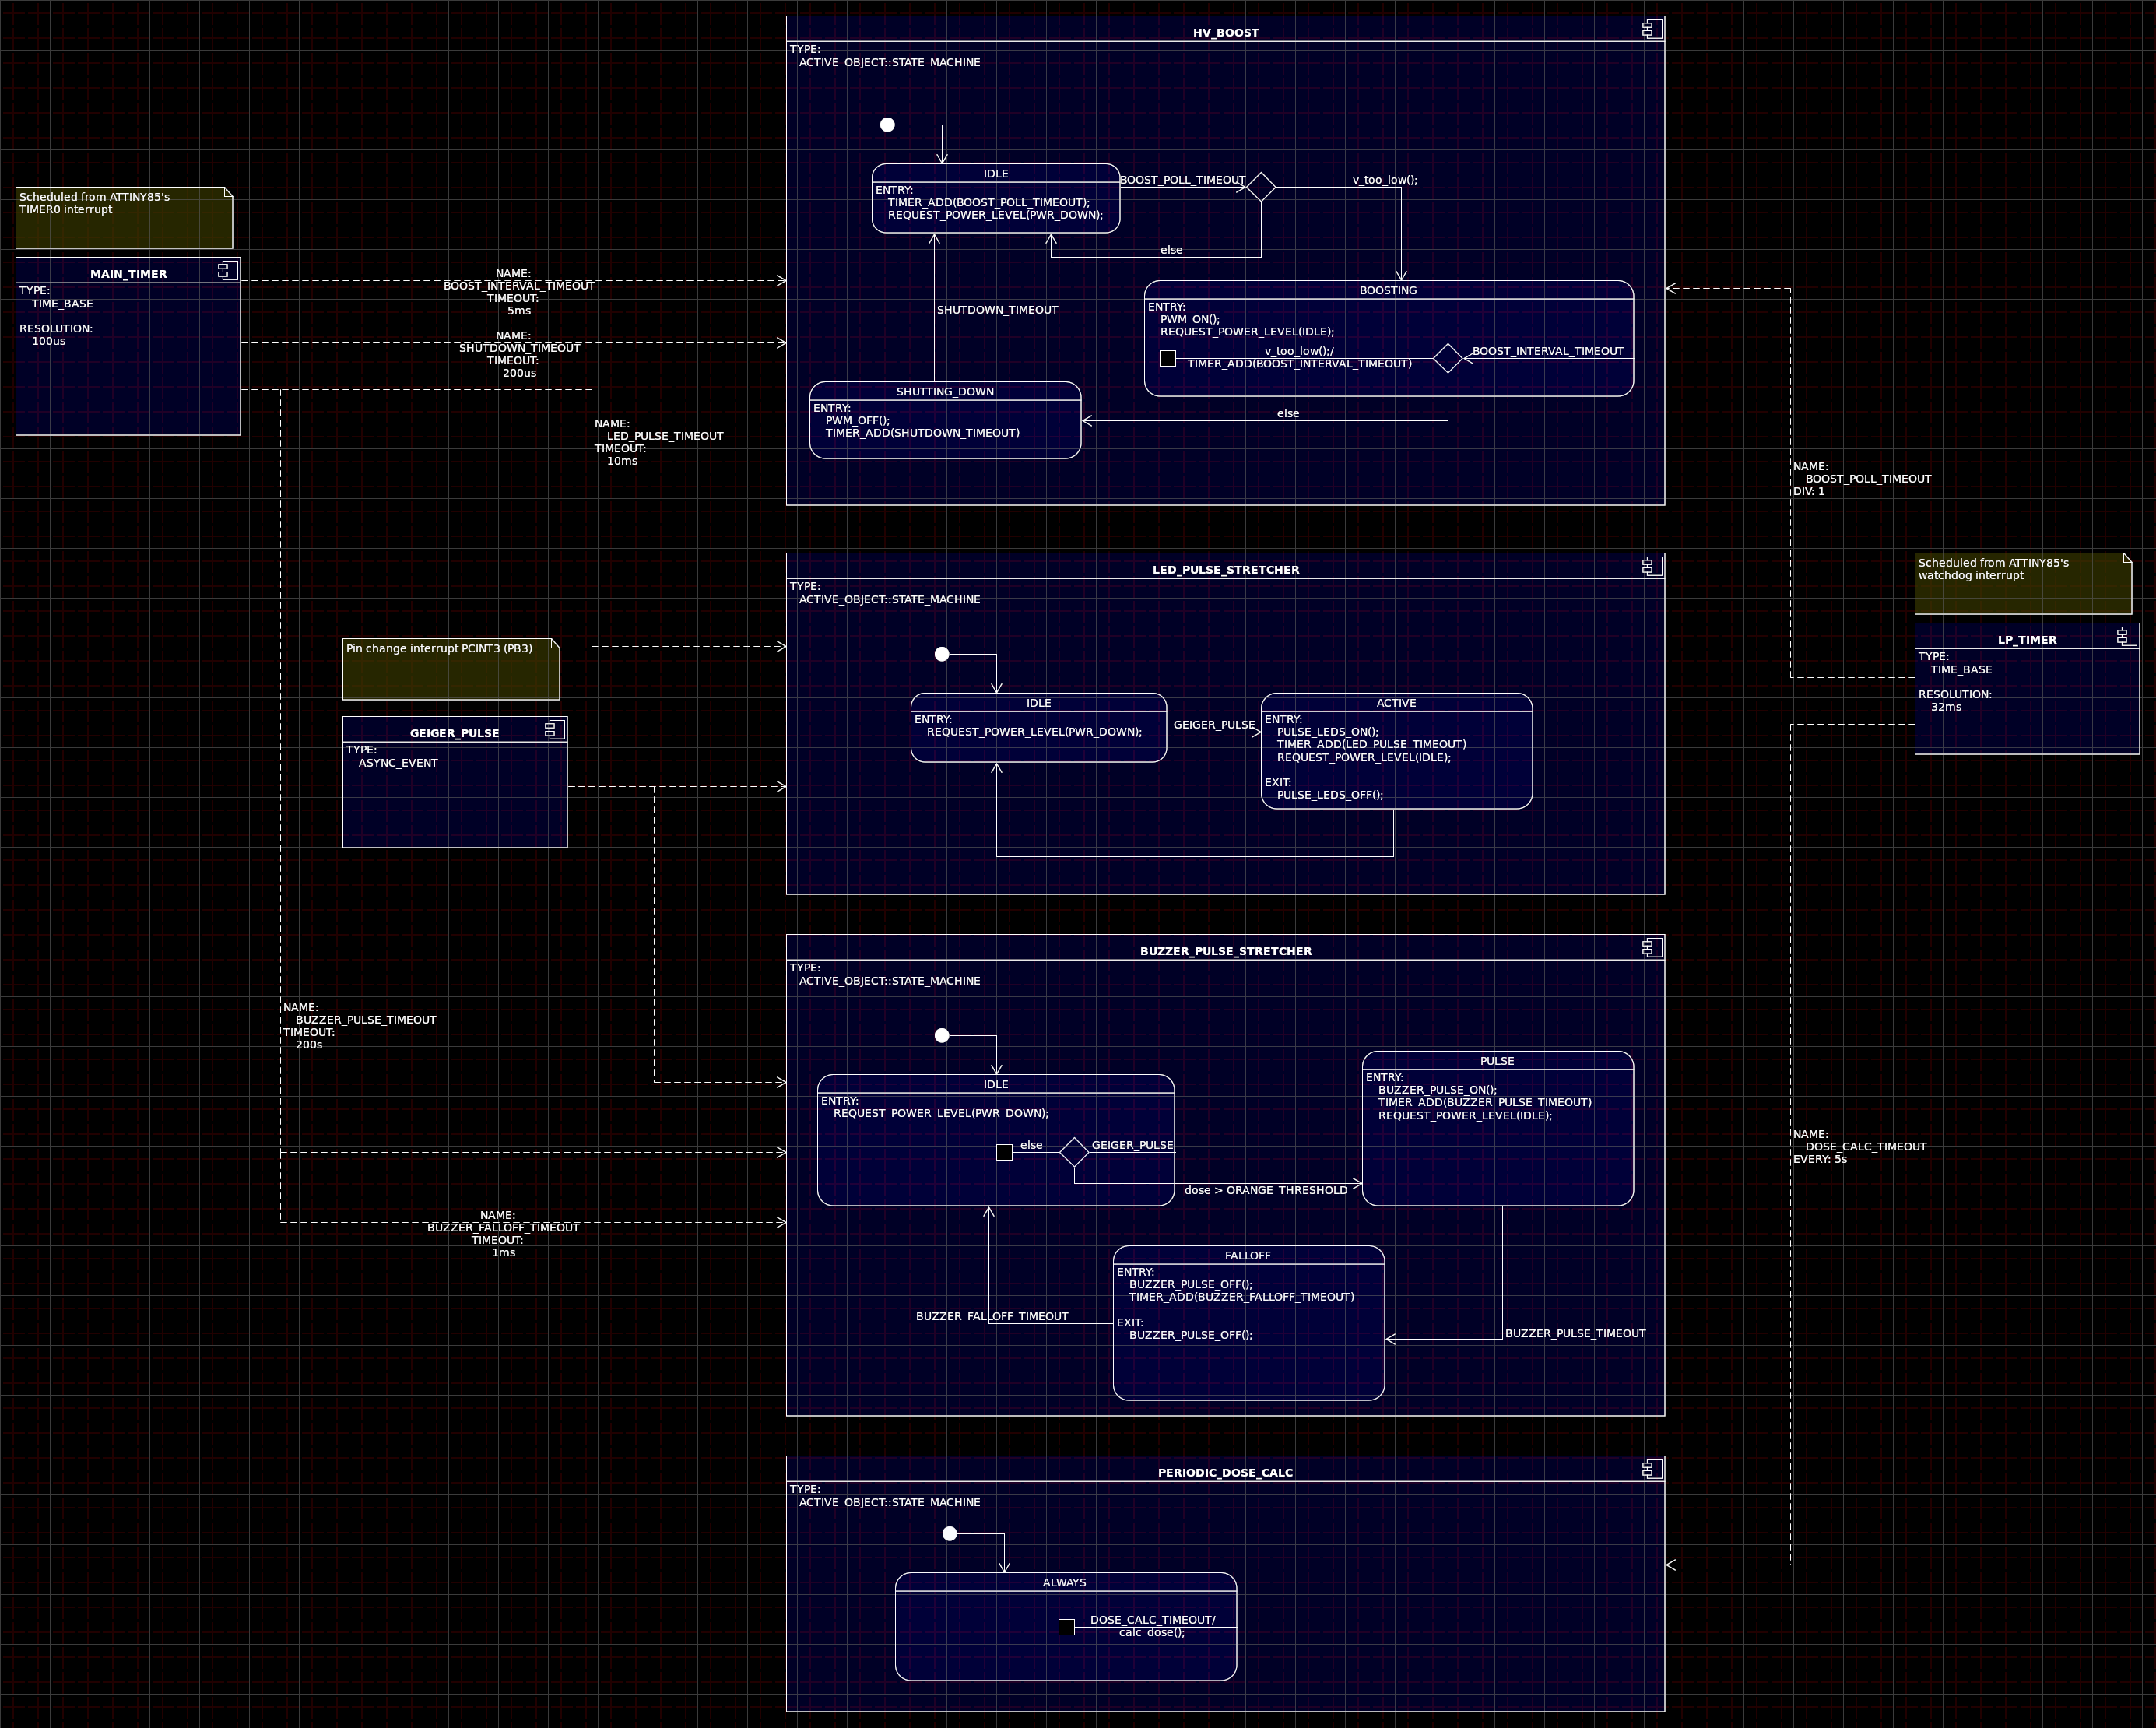 HV_BOOST
TYPE:
ACTIVE_OBJECT::STATE_MACHINE
IDLE
ENTRY:
TIMER_ADD(BOOST_POLL_TIMEOUT);
REQUEST_POWER_LEVEL(PWR_DOWN);
BOOST_POLL_TIMEOUT
v_too_low();
else
SHUTDOWN_TIMEOUT
BOOSTING
ENTRY:
PWM_ON();
REQUEST_POWER_LEVEL(IDLE);
v_too_low();/
TIMER_ADD(BOOST_INTERVAL_TIMEOUT)
BOOST_INTERVAL_TIMEOUT
else
SHUTTING_DOWN
ENTRY:
PWM_OFF();
TIMER_ADD(SHUTDOWN_TIMEOUT)
Scheduled from ATTINY85's
TIMER0 interrupt
MAIN_TIMER
TYPE:
TIME_BASE
RESOLUTION:
100us
NAME:
BOOST_INTERVAL_TIMEOUT
TIMEOUT:
5ms
NAME:
SHUTDOWN_TIMEOUT
TIMEOUT:
200us
NAME:
LED_PULSE_TIMEOUT
TIMEOUT:
10ms
NAME:
BOOST_POLL_TIMEOUT
DIV: 1
Scheduled from ATTINY85's
watchdog interrupt
LP_TIMER
TYPE:
TIME_BASE
RESOLUTION:
32ms
LED_PULSE_STRETCHER
TYPE:
ACTIVE_OBJECT::STATE_MACHINE
IDLE
ENTRY:
REQUEST_POWER_LEVEL(PWR_DOWN);
GEIGER_PULSE
ACTIVE
ENTRY:
PULSE_LEDS_ON();
TIMER_ADD(LED_PULSE_TIMEOUT)
REQUEST_POWER_LEVEL(IDLE);
EXIT:
PULSE_LEDS_OFF();
Pin change interrupt PCINT3 (PB3)
GEIGER_PULSE
TYPE:
ASYNC_EVENT
BUZZER_PULSE_STRETCHER
TYPE:
ACTIVE_OBJECT::STATE_MACHINE
IDLE
ENTRY:
REQUEST_POWER_LEVEL(PWR_DOWN);
else
GEIGER_PULSE
dose > ORANGE_THRESHOLD
PULSE
ENTRY:
BUZZER_PULSE_ON();
TIMER_ADD(BUZZER_PULSE_TIMEOUT)
REQUEST_POWER_LEVEL(IDLE);
FALLOFF
ENTRY:
BUZZER_PULSE_OFF();
TIMER_ADD(BUZZER_FALLOFF_TIMEOUT)
EXIT:
BUZZER_PULSE_OFF();
BUZZER_FALLOFF_TIMEOUT
BUZZER_PULSE_TIMEOUT
NAME:
BUZZER_PULSE_TIMEOUT
TIMEOUT:
200s
NAME:
BUZZER_FALLOFF_TIMEOUT
TIMEOUT:
1ms
NAME:
DOSE_CALC_TIMEOUT
EVERY: 5s
PERIODIC_DOSE_CALC
TYPE:
ACTIVE_OBJECT::STATE_MACHINE
ALWAYS
DOSE_CALC_TIMEOUT/
calc_dose();